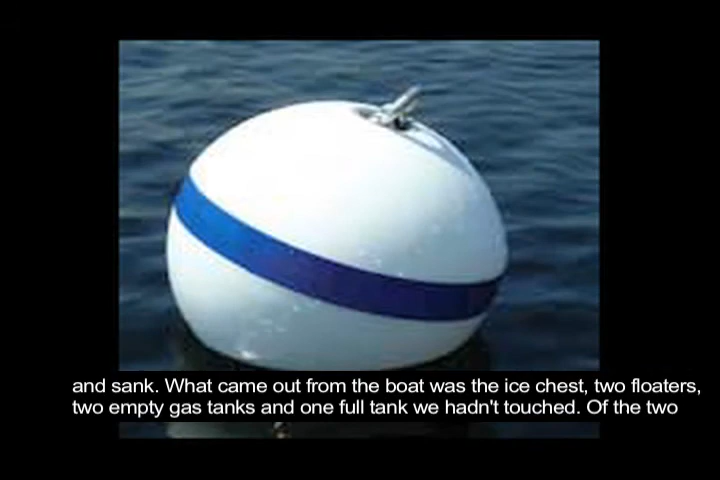 and sank. What came out from the boat was the ice chest, two floaters,
two empty gas tanks and one full tank we hadn't touched. Of the two